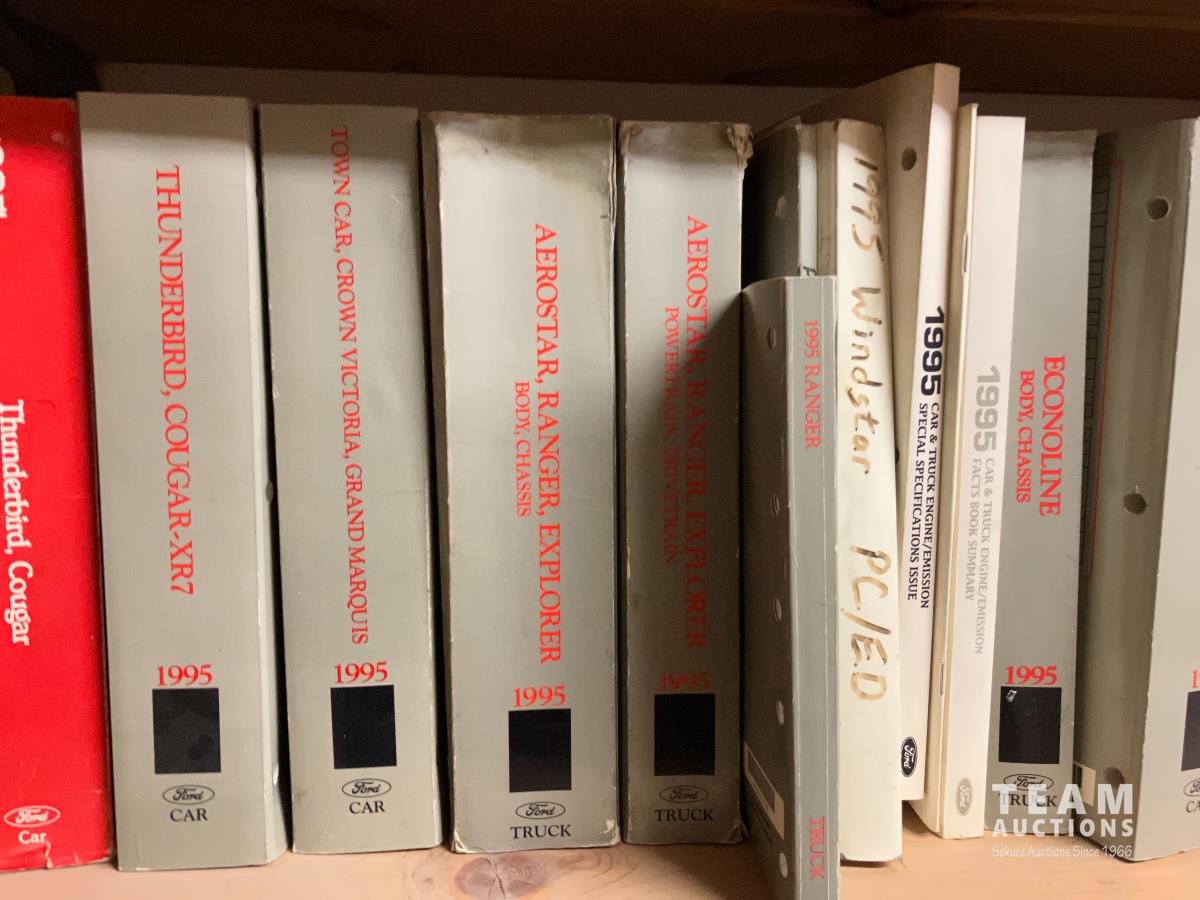 Thunderbird, Cougar
Ford
Car
THUNDERBIRD, COUGAR-XR7
1995
Ford
CAR
TOWN CAR, CROWN VICTORIA, GRAND MARQUIS
1995
Ford
CAR
AEROSTAR, RANGER, EXPLORER
BODY, CHASSIS
1995
Ford
TRUCK
AEROSTAR, RANGER, EXPLORER
POWERTRAIN, DRIVETRAIN
1995
Ford
TRUCK
1995 RANGER
TRUCK
1995 Windstar PC/ED
1995 CAR & TRUCK ENGINE/EMISSION
SPECIAL SPECIFICATIONS ISSUE
Ford
1995 CAR & TRUCK ENGINE/EMISSION
FACTS BOOK SUMMARY
Ford
ECONOLINE
BODY, CHASSIS
1995
Ford
TRUCK
TEAM
AUCTIONS
Sekura Auctions Since 1966